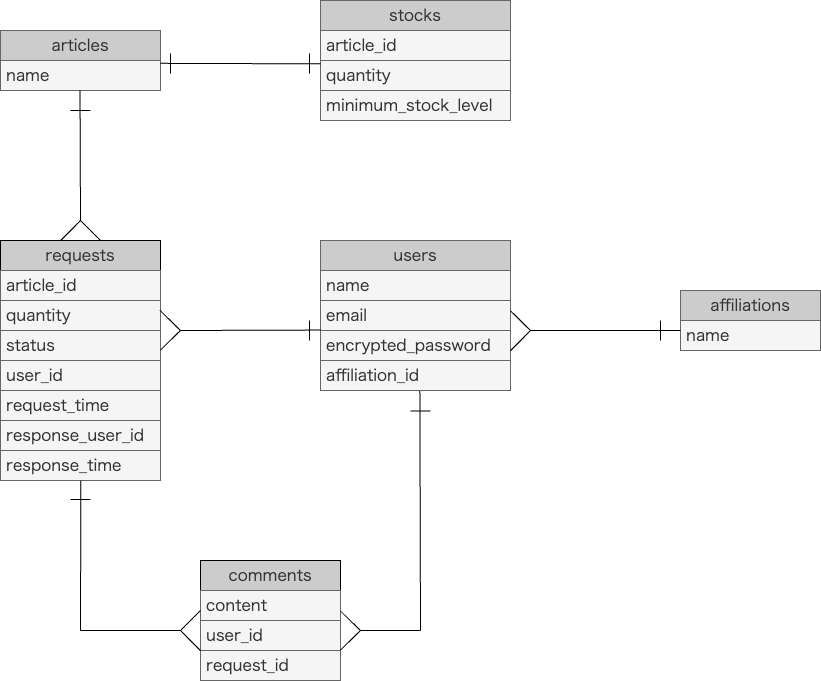 stocks
article_id
quantity
minimum_stock_level
articles
name
requests
article_id
quantity
status
user_id
request_time
response_user_id
response_time
users
name
email
encrypted_password
affiliation_id
affiliations
name
comments
content
user_id
request_id